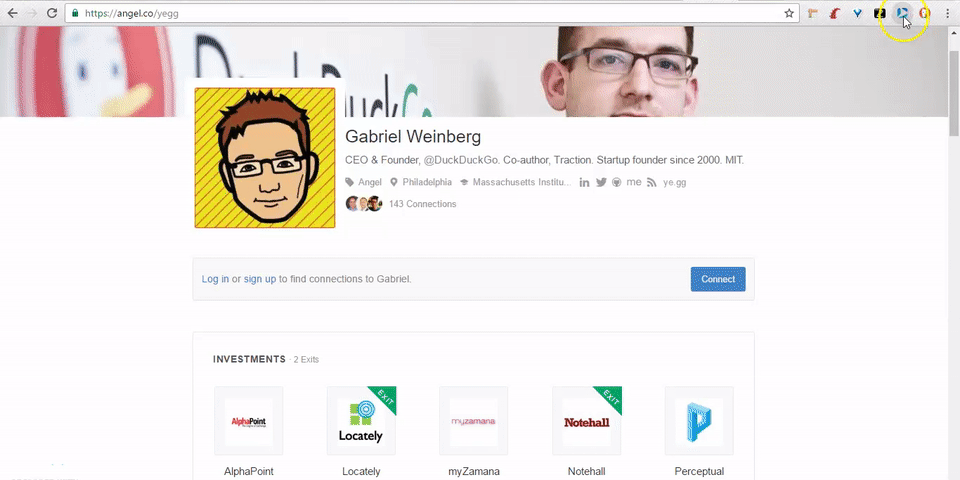 https://angel.co/yegg
DuckDuckGo
Gabriel Weinberg
CEO & Founder, @DuckDuckGo. Co-author, Traction. Startup founder since 2000. MIT.
Angel Philadelphia Massachusetts Institu... in me ye.gg
143 Connections
Log in or sign up to find connections to Gabriel.
Connect
INVESTMENTS · 2 Exits
AlphaPoint
EXIT
Locately
myzamana
EXIT
Notehall
AlphaPoint
Locately
myZamana
Notehall
Perceptual